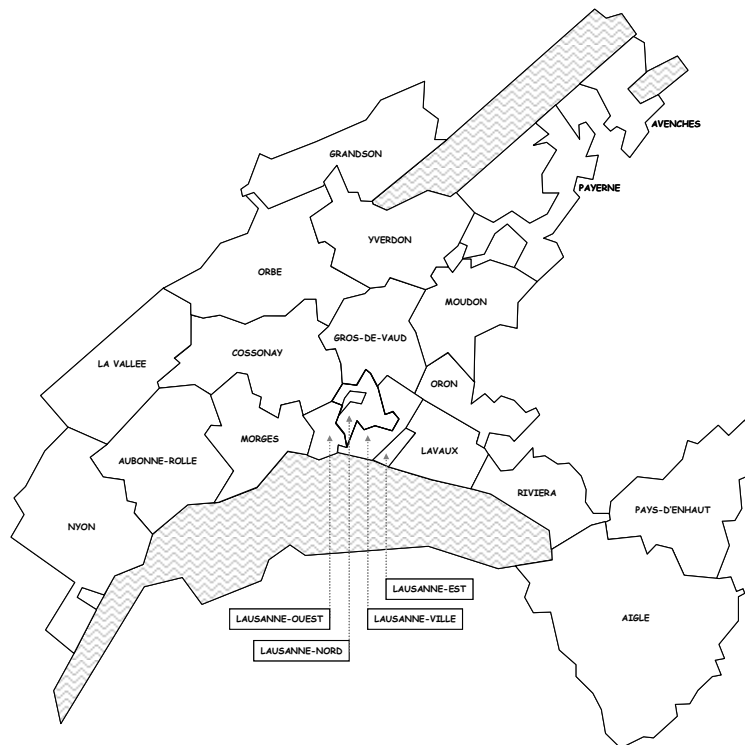 AVENCHES
GRANDSON
PAYERNE
YVERDON
ORBE
MOUDON
GROS-DE-VAUD
COSSONAY
LA VALLEE
ORON
MORGES
LAVAUX
AUBONNE-ROLLE
RIVIERA
PAYS-D'ENHAUT
NYON
LAUSANNE-EST
LAUSANNE-OUEST
LAUSANNE-VILLE
AIGLE
LAUSANNE-NORD